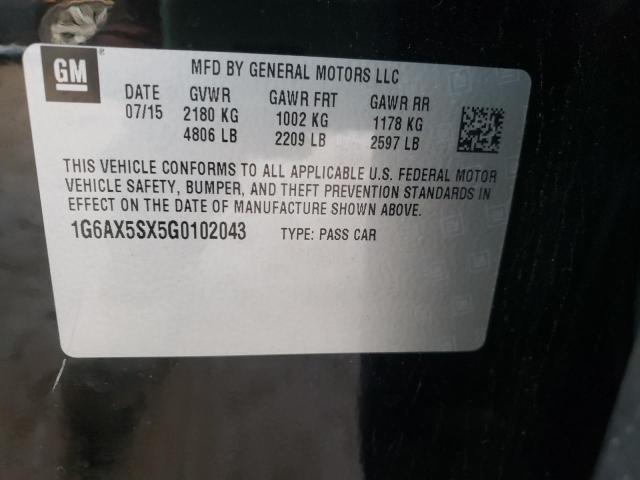 GM
MFD BY GENERAL MOTORS LLC
DATE GVWR GAWR FRT GAWR RR
07/15 2180 KG 1002 KG 1178 KG
4806 LB 2209 LB 2597 LB
THIS VEHICLE CONFORMS TO ALL APPLICABLE U.S. FEDERAL MOTOR
VEHICLE SAFETY, BUMPER, AND THEFT PREVENTION STANDARDS IN
EFFECT ON THE DATE OF MANUFACTURE SHOWN ABOVE.
1G6AX5SX5G0102043 TYPE: PASS CAR